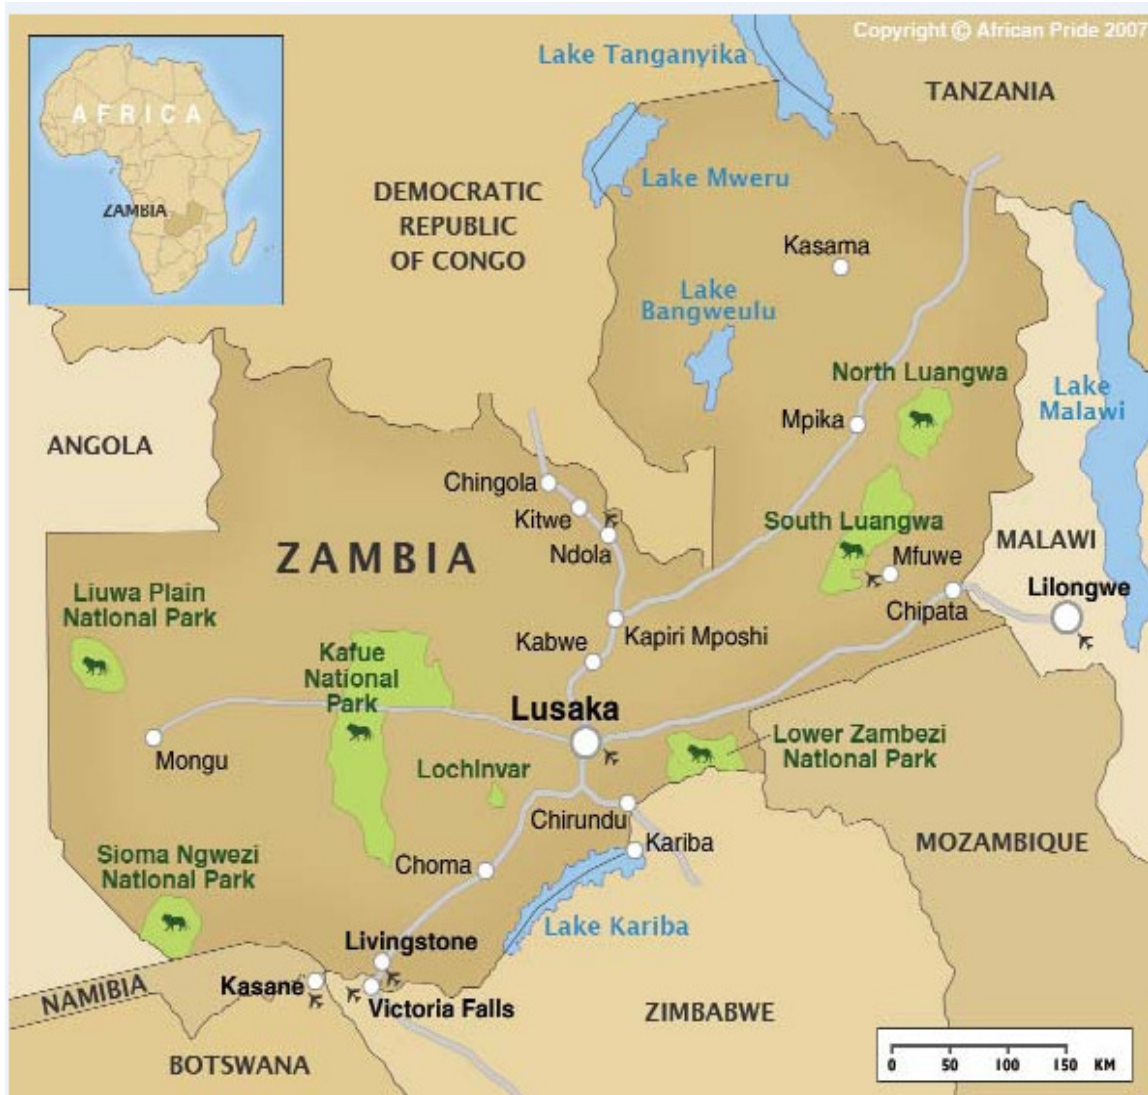 Copyright © African Pride 2007
Lake Tanganyika
TANZANIA
AFRICA
ZAMBIA
DEMOCRATIC
REPUBLIC
OF CONGO
Lake Mweru
Kasama
Lake
Bangweulu
North Luangwa
Lake
Malawi
Mpika
ANGOLA
Chingola
Kitwe
Ndola
South Luangwa
MALAWI
ZAMBIA
Mfuwe
Lilongwe
Chipata
Liuwa Plain
National Park
Kafue
National
Park
Kabwe
Kapiri Mposhi
Lusaka
Mongu
Lower Zambezi
National Park
LochInvar
Chirundu
Kariba
MOZAMBIQUE
Choma
Sioma Ngwezi
National Park
Lake Kariba
Livingstone
Kasane
NAMIBIA
Victoria Falls
ZIMBABWE
BOTSWANA
0 50 100 150 KM